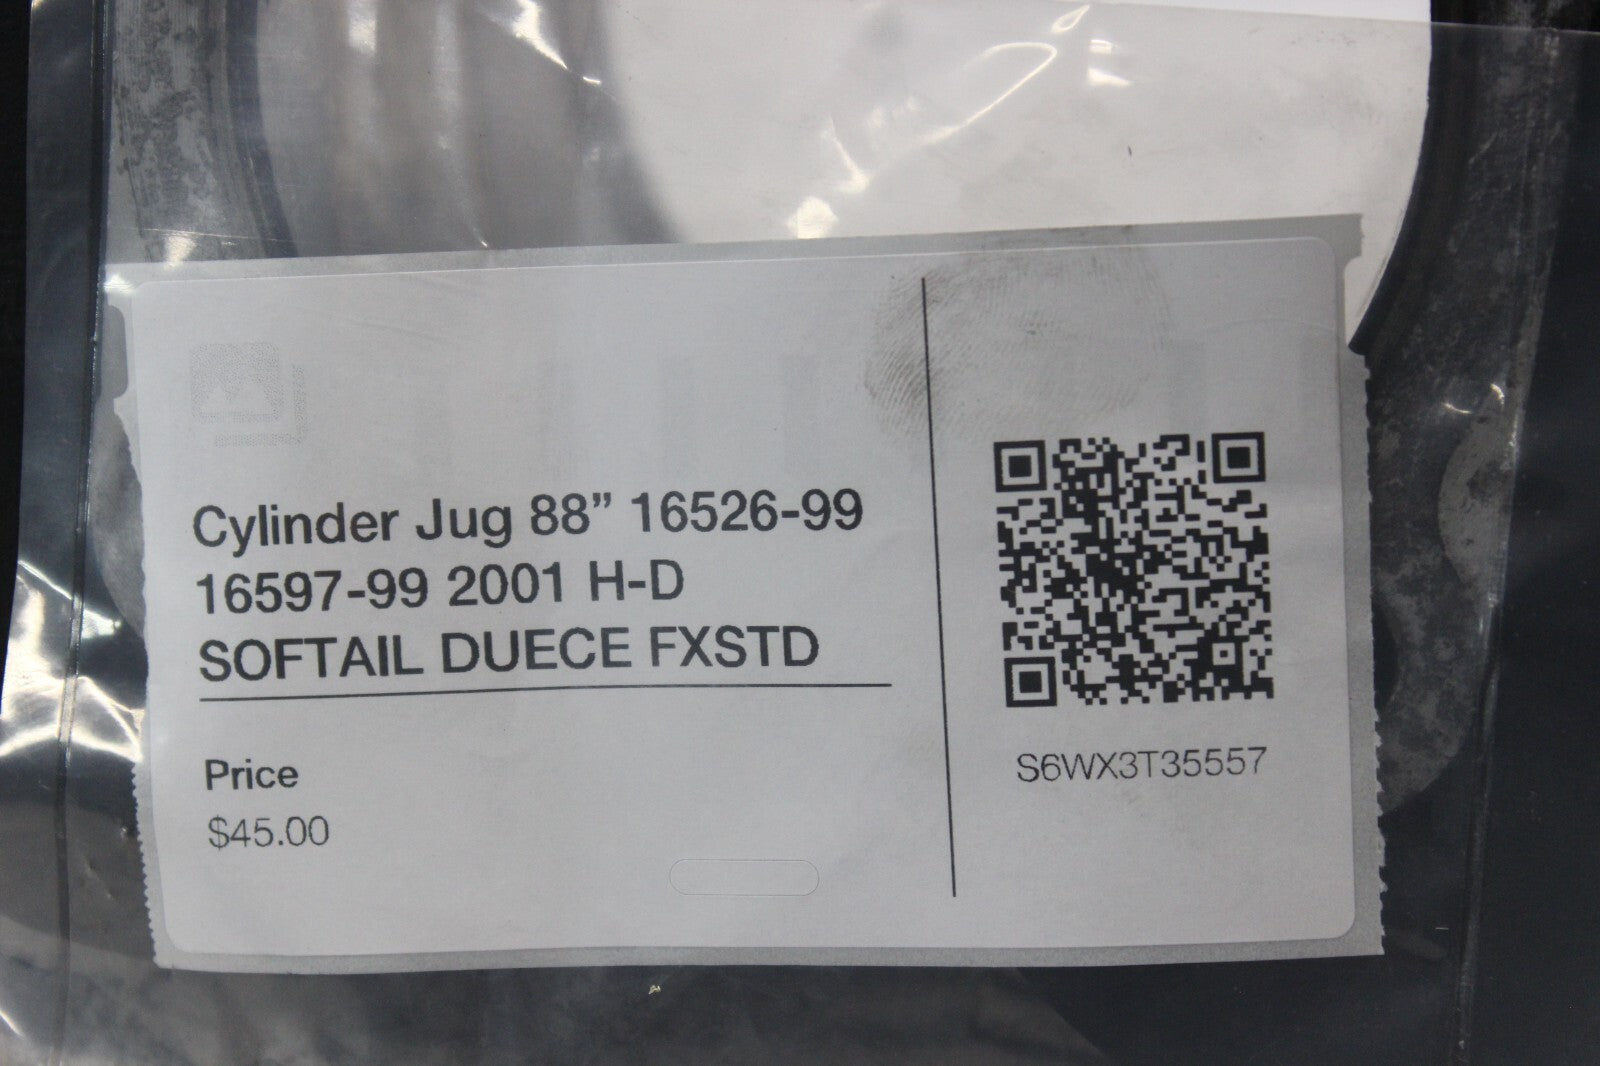 Cylinder Jug 88” 16526-99
16597-99 2001 H-D
SOFTAIL DUECE FXSTD
Price
$45.00
S6WX3T35557